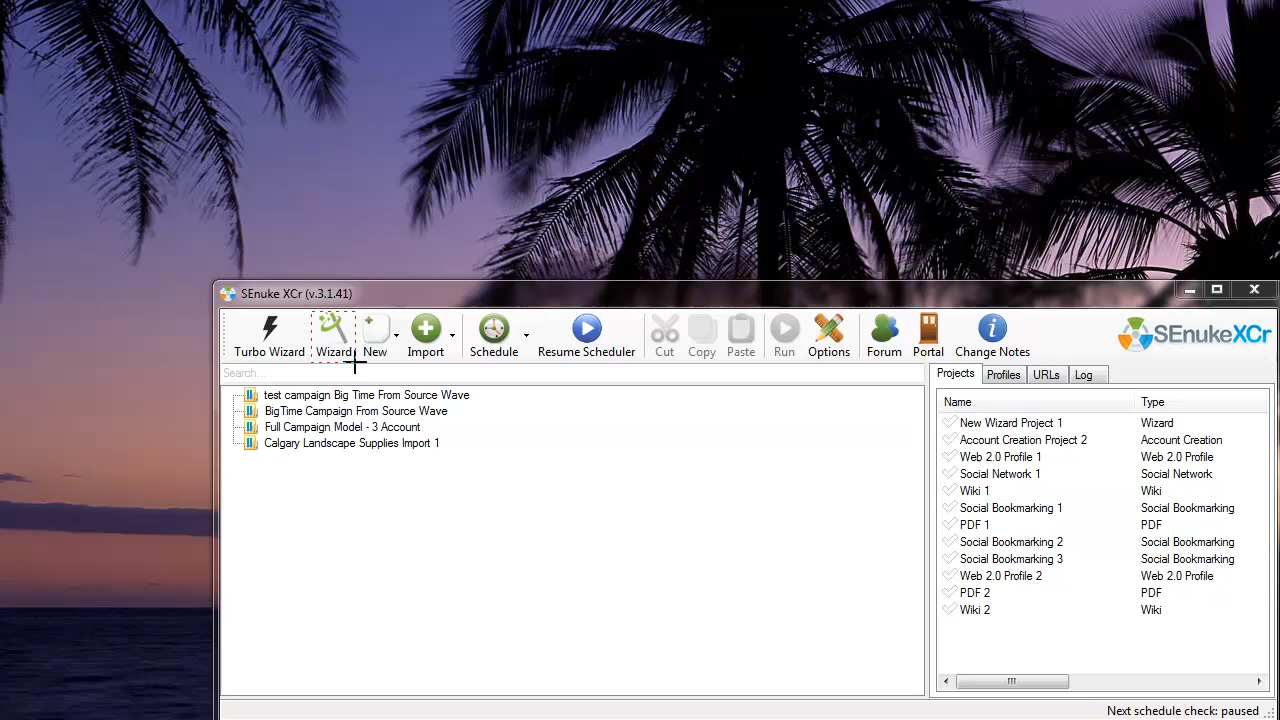 SEnuke XCr (v.3.1.41)
Turbo Wizard Wizard New Import Schedule Resume Scheduler Cut Copy Paste Run Options Forum Portal Change Notes SEnukeXCr
Search...
test campaign Big Time From Source Wave
BigTime Campaign From Source Wave
Full Campaign Model - 3 Account
Calgary Landscape Supplies Import 1
Projects Profiles URLs Log
Name Type
New Wizard Project 1 Wizard
Account Creation Project 2 Account Creation
Web 2.0 Profile 1 Web 2.0 Profile
Social Network 1 Social Network
Wiki 1 Wiki
Social Bookmarking 1 Social Bookmarking
PDF 1 PDF
Social Bookmarking 2 Social Bookmarking
Social Bookmarking 3 Social Bookmarking
Web 2.0 Profile 2 Web 2.0 Profile
PDF 2 PDF
Wiki 2 Wiki
Next schedule check: paused